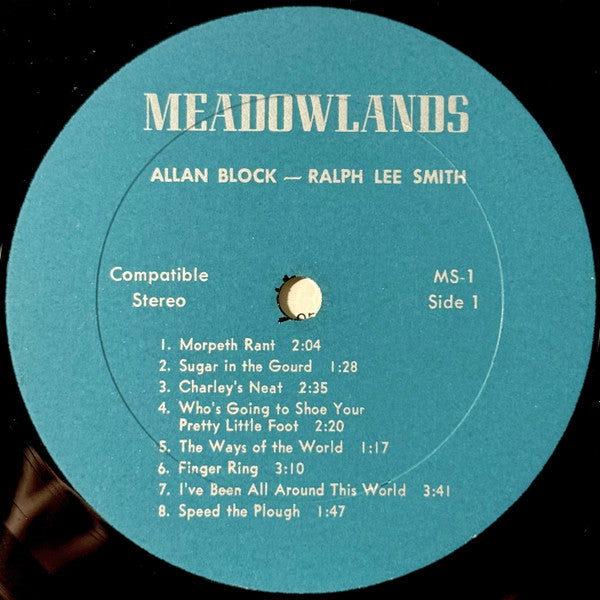 MEADOWLANDS
ALLAN BLOCK — RALPH LEE SMITH
Compatible
Stereo
MS-1
Side 1
1. Morpeth Rant 2:04
2. Sugar in the Gourd 1:28
3. Charley's Neat 2:35
4. Who's Going to Shoe Your
Pretty Little Foot 2:20
5. The Ways of the World 1:17
6. Finger Ring 3:10
7. I've Been All Around This World 3:41
8. Speed the Plough 1:47